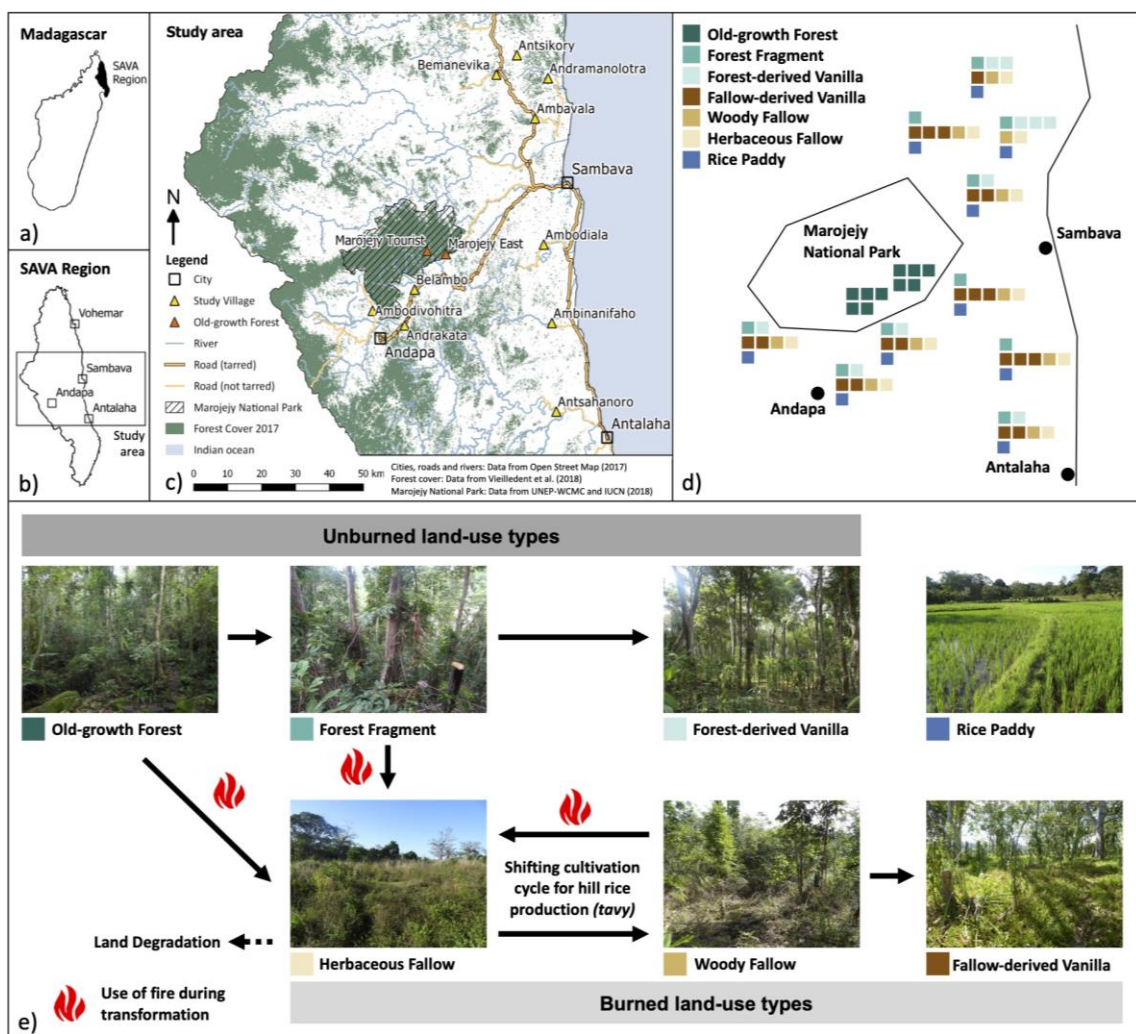 Madagascar
SAVA
Region
a)
SAVA Region
Vohemar
Sambava
Andapa
Antalaha
Study
area
b)
Study area
Antsikory
Bemanevika
Andramanolotra
Ambavala
Sambava
N
Marojejy Tourist
Marojejy East
Ambodiala
Belambo
Ambodivohitra
Ambinanifaho
Andrakata
Andapa
Antsahanoro
Antalaha
Legend
City
Study Village
Old-growth Forest
River
Road (tarred)
Road (not tarred)
Marojejy National Park
Forest Cover 2017
Indian ocean
0 10 20 30 40 50 km
Cities, roads and rivers: Data from Open Street Map (2017)
Forest cover: Data from Vieilledent et al. (2018)
Marojejy National Park: Data from UNEP-WCMC and IUCN (2018)
c)
Old-growth Forest
Forest Fragment
Forest-derived Vanilla
Fallow-derived Vanilla
Woody Fallow
Herbaceous Fallow
Rice Paddy
Marojejy
National Park
Sambava
Andapa
Antalaha
d)
Unburned land-use types
Old-growth Forest
Forest Fragment
Forest-derived Vanilla
Rice Paddy
Shifting cultivation
cycle for hill rice
production (tavy)
Land Degradation
Herbaceous Fallow
Woody Fallow
Fallow-derived Vanilla
Use of fire during
transformation
Burned land-use types
e)